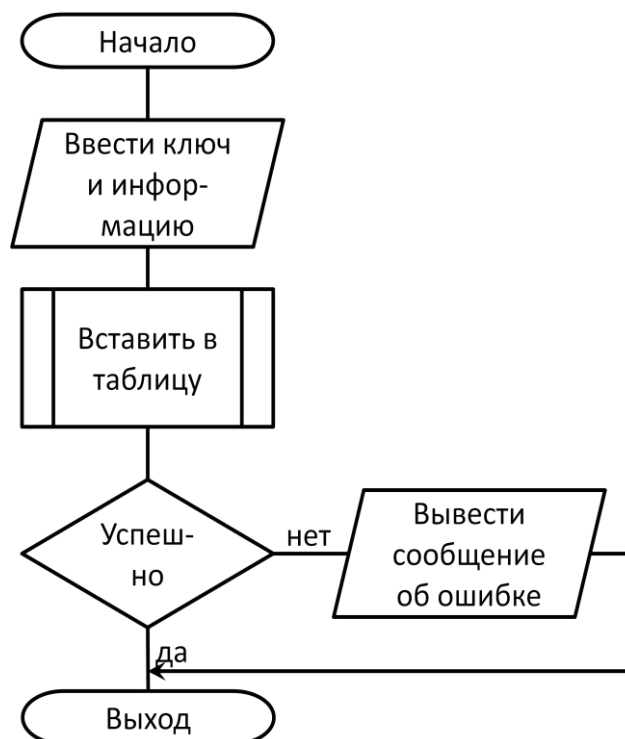 Начало
Ввести ключ
и инфор-
мацию
Вставить в
таблицу
Успеш-
но
нет
Вывести
сообщение
об ошибке
да
Выход